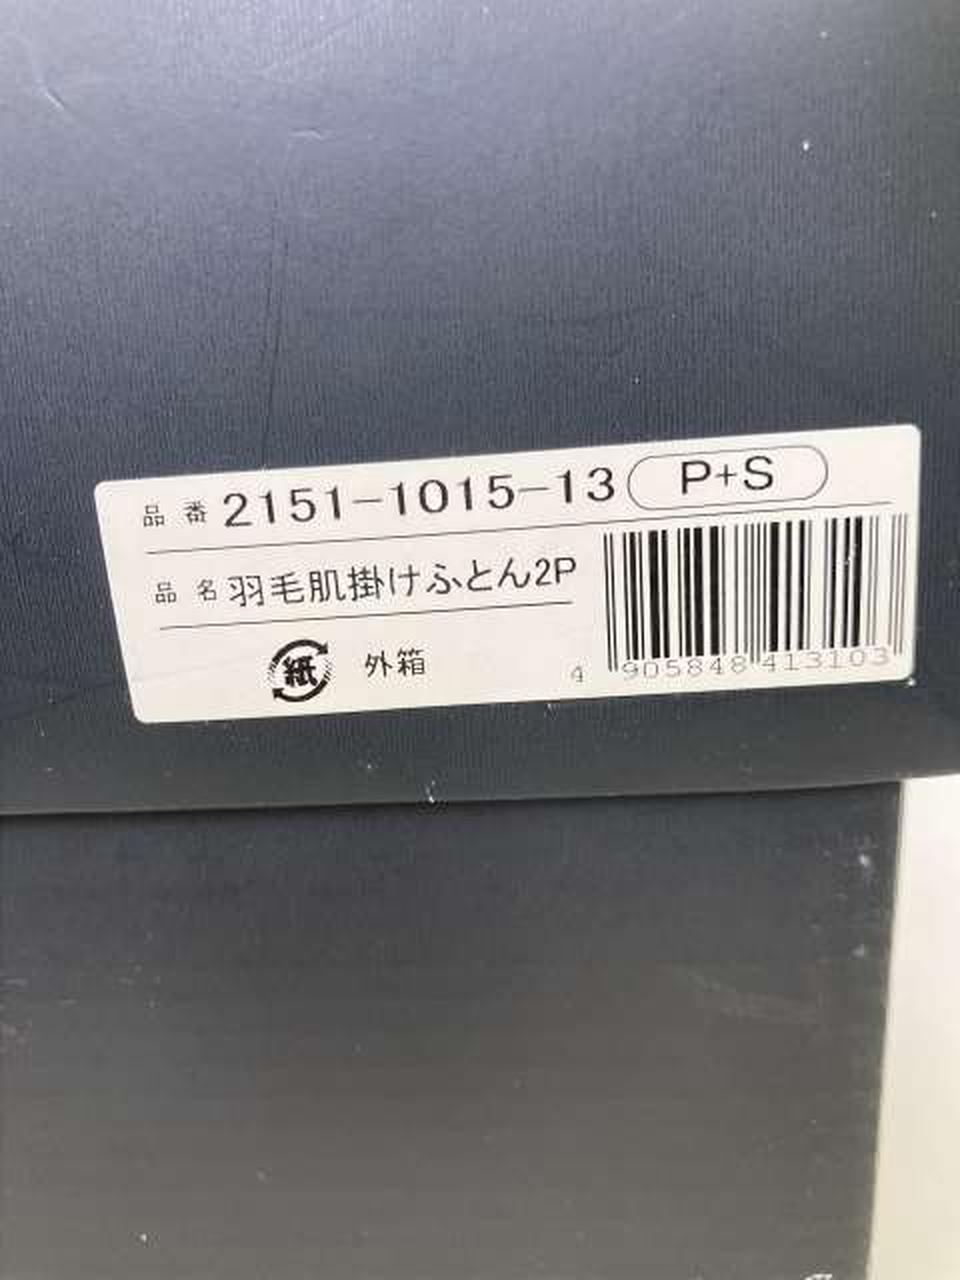 品番 2151-1015-13 P+S
品名 羽毛肌掛けふとん2P
紙 外箱
4 905848 413103